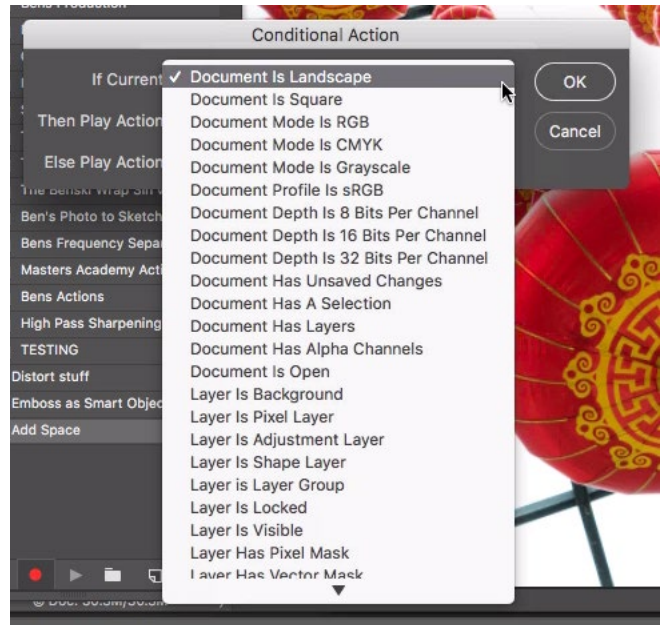 Bens Production
Conditional Action
If Current
✓ Document Is Landscape
OK
Document Is Square
Then Play Action
Document Mode Is RGB
Cancel
Document Mode Is CMYK
Else Play Action
Document Mode Is Grayscale
Document Profile Is sRGB
Ben's Photo to Sketch
Document Depth Is 8 Bits Per Channel
Bens Frequency Sepa
Document Depth Is 16 Bits Per Channel
Document Depth Is 32 Bits Per Channel
Masters Academy Acti
Document Has Unsaved Changes
Bens Actions
Document Has A Selection
High Pass Sharpening
Document Has Layers
TESTING
Document Has Alpha Channels
Distort stuff
Document Is Open
Layer Is Background
Emboss as Smart Objec
Layer Is Pixel Layer
Add Space
Layer Is Adjustment Layer
Layer Is Shape Layer
Layer is Layer Group
Layer Is Locked
Layer Is Visible
Layer Has Pixel Mask
Layer Has Vector Mask